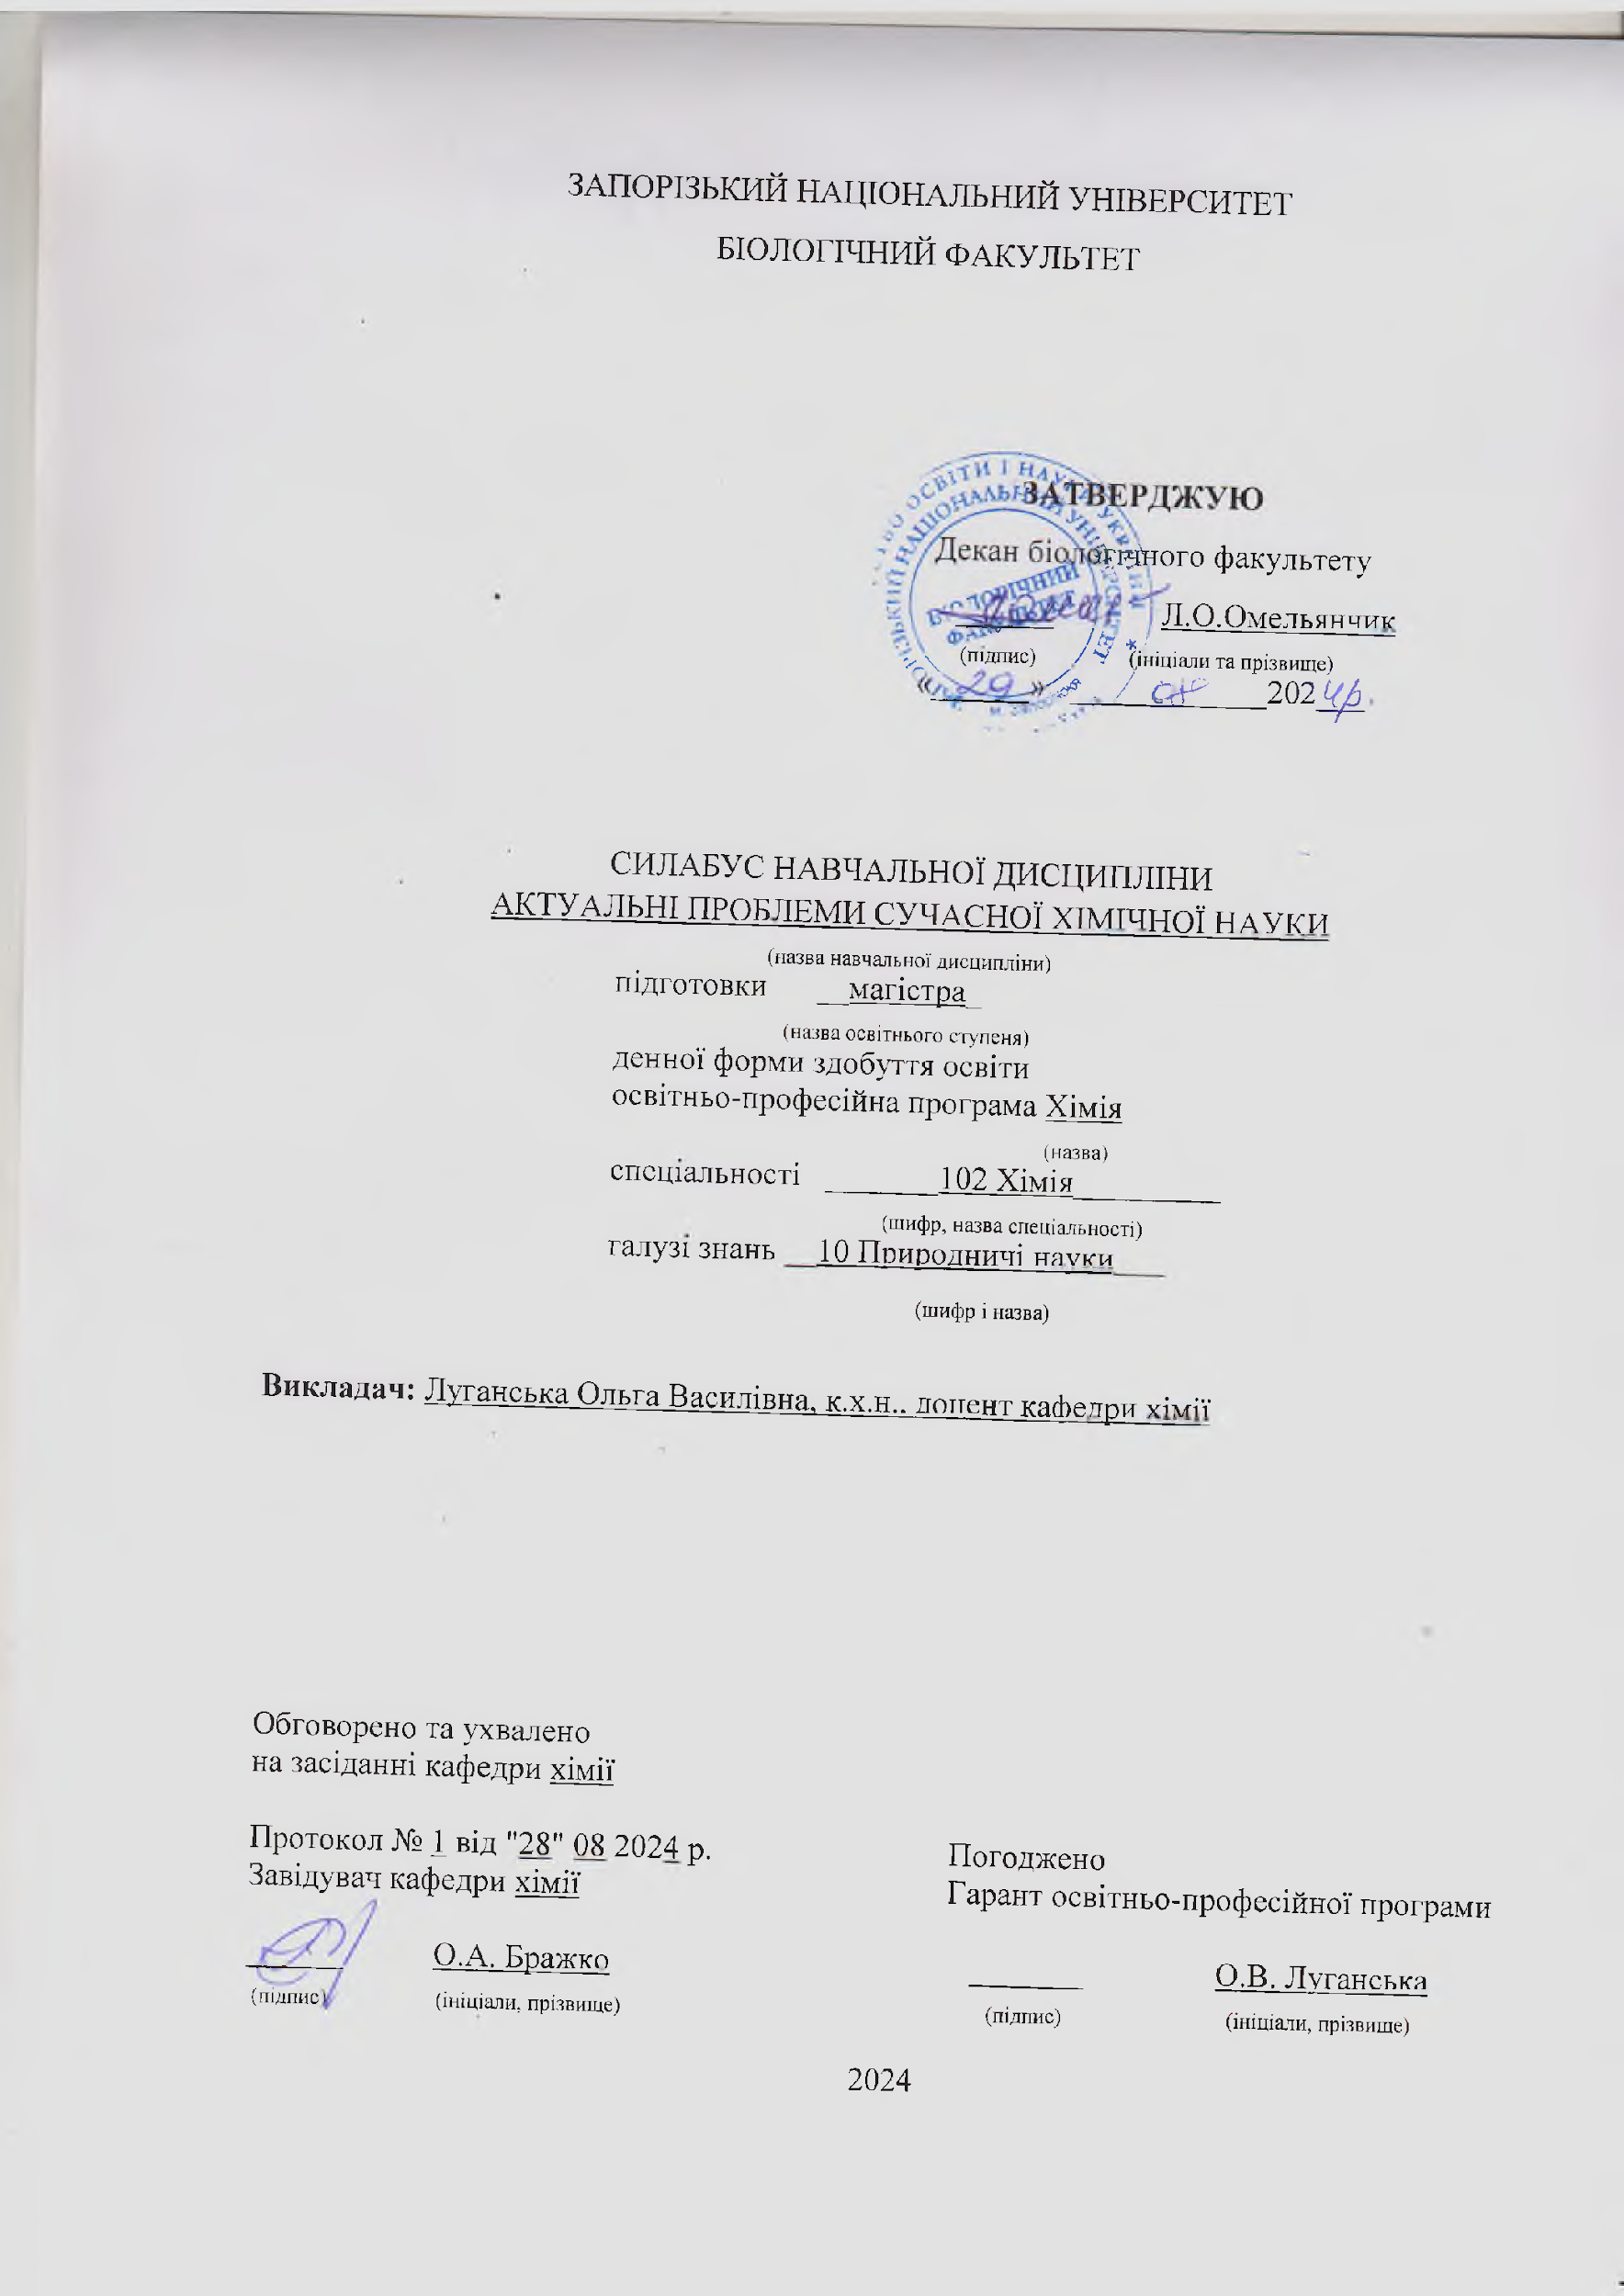 ЗАПОРІЗЬКИЙ НАЦІОНАЛЬНИЙ УНІВЕРСИТЕТ
БІОЛОГІЧНИЙ ФАКУЛЬТЕТ
ЗАТВЕРДЖУЮ
Декан біологічного факультету
Л.О.Омельянчик
(підпис) (ініціали та прізвище)
«29» 2024р.
СИЛАБУС НАВЧАЛЬНОЇ ДИСЦИПЛІНИ
АКТУАЛЬНІ ПРОБЛЕМИ СУЧАСНОЇ ХІМІЧНОЇ НАУКИ
(назва навчальної дисципліни)
підготовки магістра
(назва освітнього ступеня)
денної форми здобуття освіти
освітньо-професійна програма Хімія
(назва)
спеціальності 102 Хімія
(шифр, назва спеціальності)
галузі знань 10 Природничі науки
(шифр і назва)
Викладач: Луганська Ольга Василівна, к.х.н., доцент кафедри хімії
Обговорено та ухвалено
на засіданні кафедри хімії
Протокол № 1 від "28" 08 2024 р.
Завідувач кафедри хімії
О.А. Бражко
(підпис) (ініціали, прізвище)
Погоджено
Гарант освітньо-професійної програми
О.В. Луганська
(підпис) (ініціали, прізвище)
2024